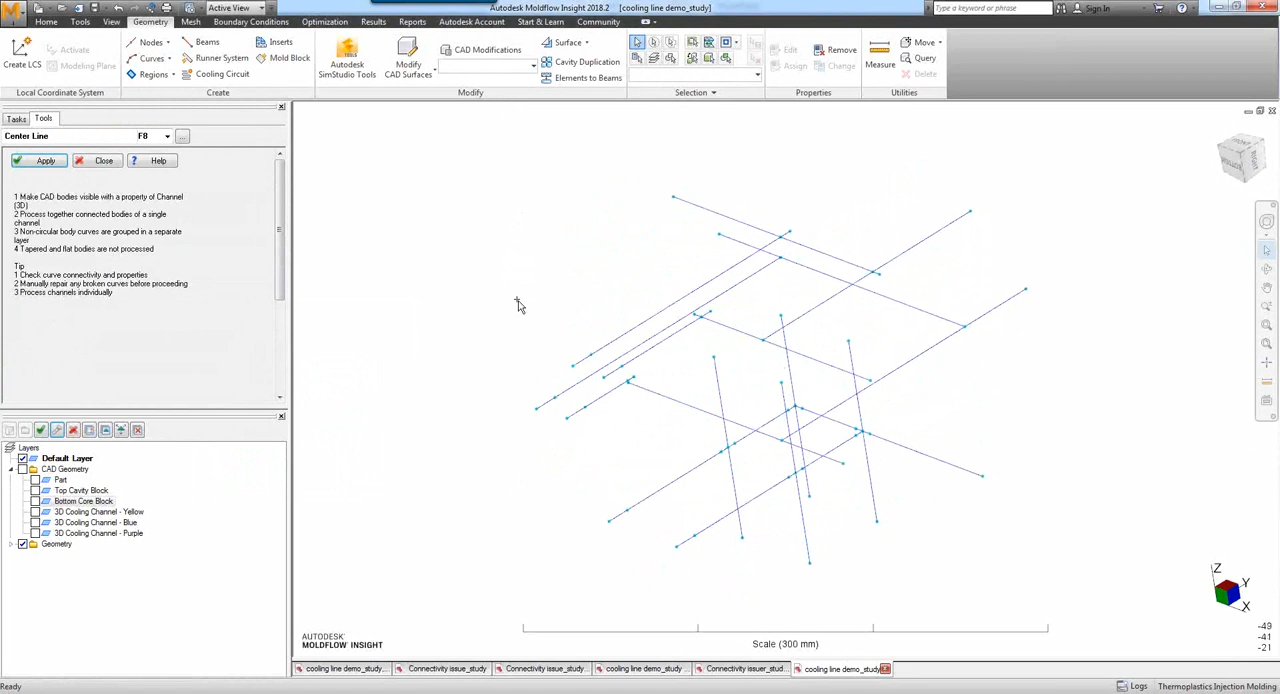 Active View
Autodesk Moldflow Insight 2018.2 [cooling line demo_study]
Type a keyword or phrase
Sign In
Home Tools View Geometry Mesh Boundary Conditions Optimization Results Reports Autodesk Account Start & Learn Community
Create LCS
Activate
Modeling Plane
Local Coordinate System
Nodes
Curves
Regions
Beams
Runner System
Cooling Circuit
Inserts
Mold Block
Create
Autodesk
SimStudio Tools
Modify
CAD Surfaces
CAD Modifications
Surface
Cavity Duplication
Elements to Beams
Modify
Selection
Edit
Assign
Remove
Change
Properties
Measure
Move
Query
Delete
Utilities
Tasks Tools
Center Line F8 ...
Apply Close ? Help
1 Make CAD bodies visible with a property of Channel
(3D)
2 Process together connected bodies of a single
channel
3 Non-circular body curves are grouped in a separate
layer
4 Tapered and flat bodies are not processed
Tip
1 Check curve connectivity and properties
2 Manually repair any broken curves before proceeding
3 Process channels individually
Layers
Default Layer
CAD Geometry
Part
Top Cavity Block
Bottom Core Block
3D Cooling Channel - Yellow
3D Cooling Channel - Blue
3D Cooling Channel - Purple
Geometry
RIGHT
Z
Y
X
-49
-41
-21
AUTODESK
MOLDFLOW INSIGHT
Scale (300 mm)
cooling line demo_study... Connectivity issue_study Connectivity issue_study... cooling line demo_study ... Connectivity issuer_stud... cooling line demo_study
Ready
Logs Thermoplastics Injection Molding